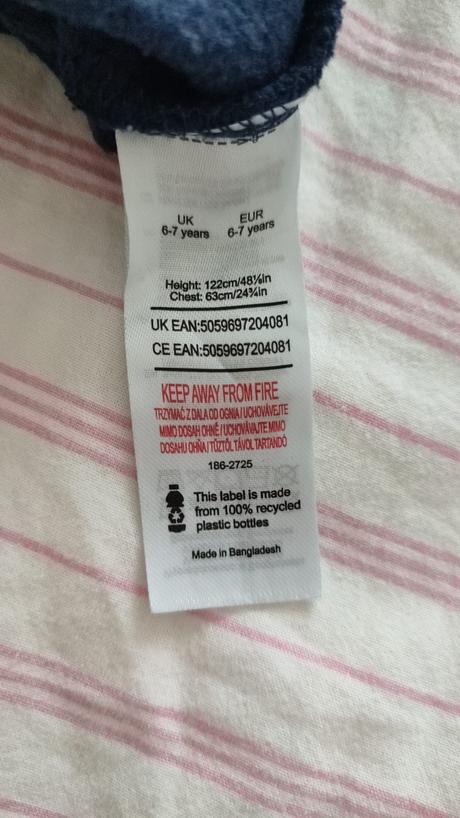 UK EUR
6-7 years 6-7 years
Height: 122cm/48⅛in
Chest: 63cm/24¾in
UK EAN:5059697204081
CE EAN:5059697204081
KEEP AWAY FROM FIRE
TRZYMAĆ Z DALA OD OGNIA / UCHOVÁVEJTE
MIMO DOSAH OHNĚ / UCHOVÁVAJTE MIMO
DOSAHU OHŇA / TŰZTŐL TÁVOL TARTANDÓ
186-2725
This label is made
from 100% recycled
plastic bottles
Made in Bangladesh